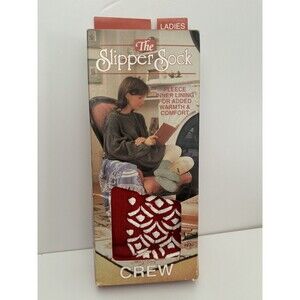 LADIES
The
Slipper Sock
FLEECE
INNER LINING
FOR ADDED
WARMTH &
COMFORT
CREW